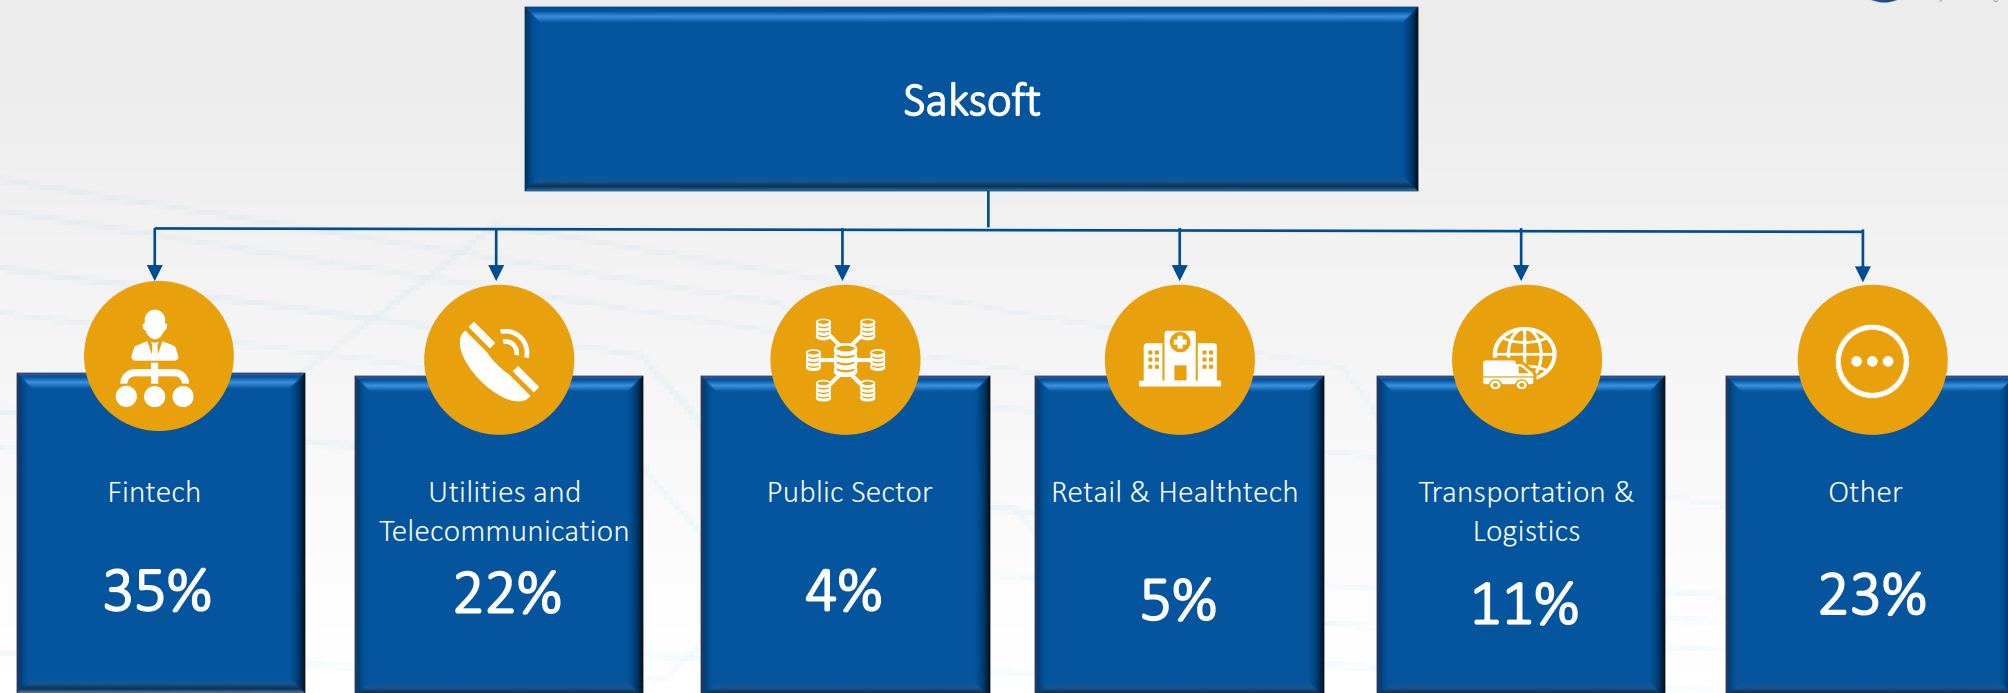 Saksoft
Fintech
35%
Utilities and
Telecommunication
22%
Public Sector
4%
Retail & Healthtech
5%
Transportation &
Logistics
11%
Other
23%